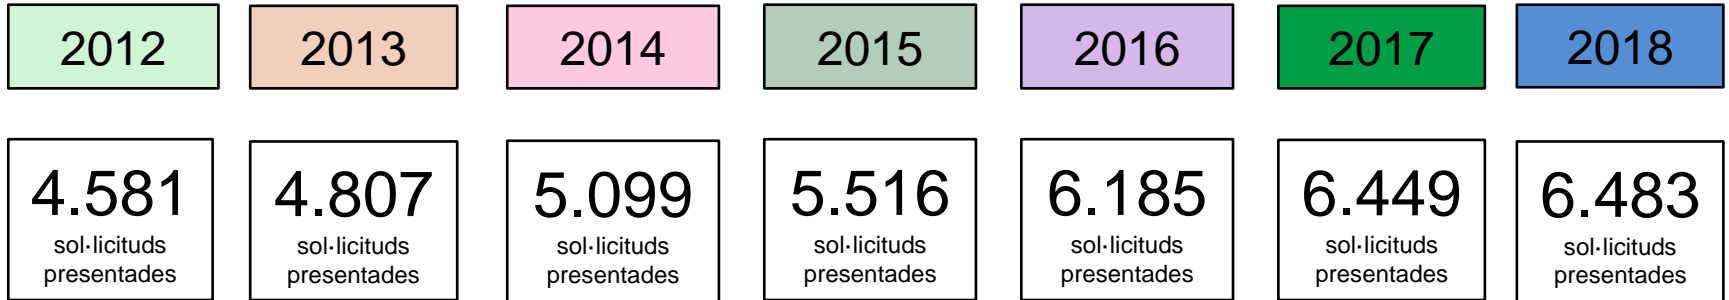 2012
2013
2014
2015
2016
2017
2018
4.581
sol·licituds
presentades
4.807
sol·licituds
presentades
5.099
sol·licituds
presentades
5.516
sol·licituds
presentades
6.185
sol·licituds
presentades
6.449
sol·licituds
presentades
6.483
sol·licituds
presentades